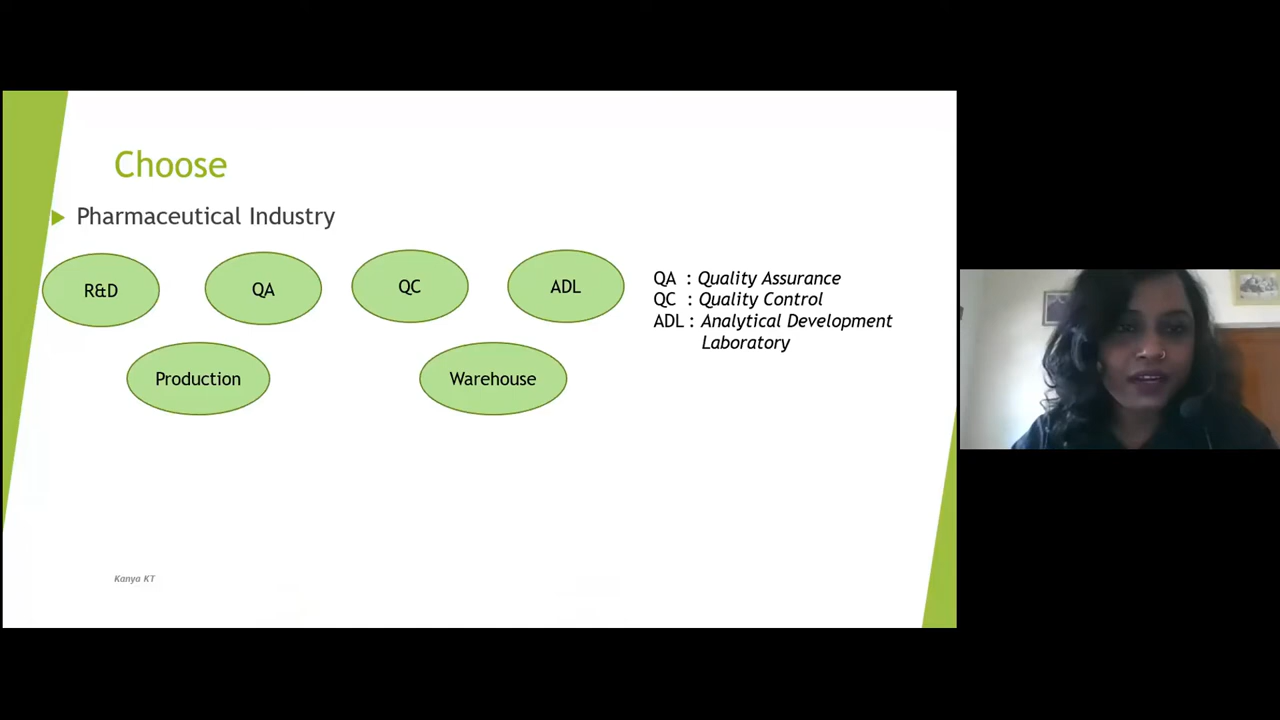 Choose
Pharmaceutical Industry
R&D
QA
QC
ADL
Production
Warehouse
QA : Quality Assurance
QC : Quality Control
ADL : Analytical Development
Laboratory
Kanya KT